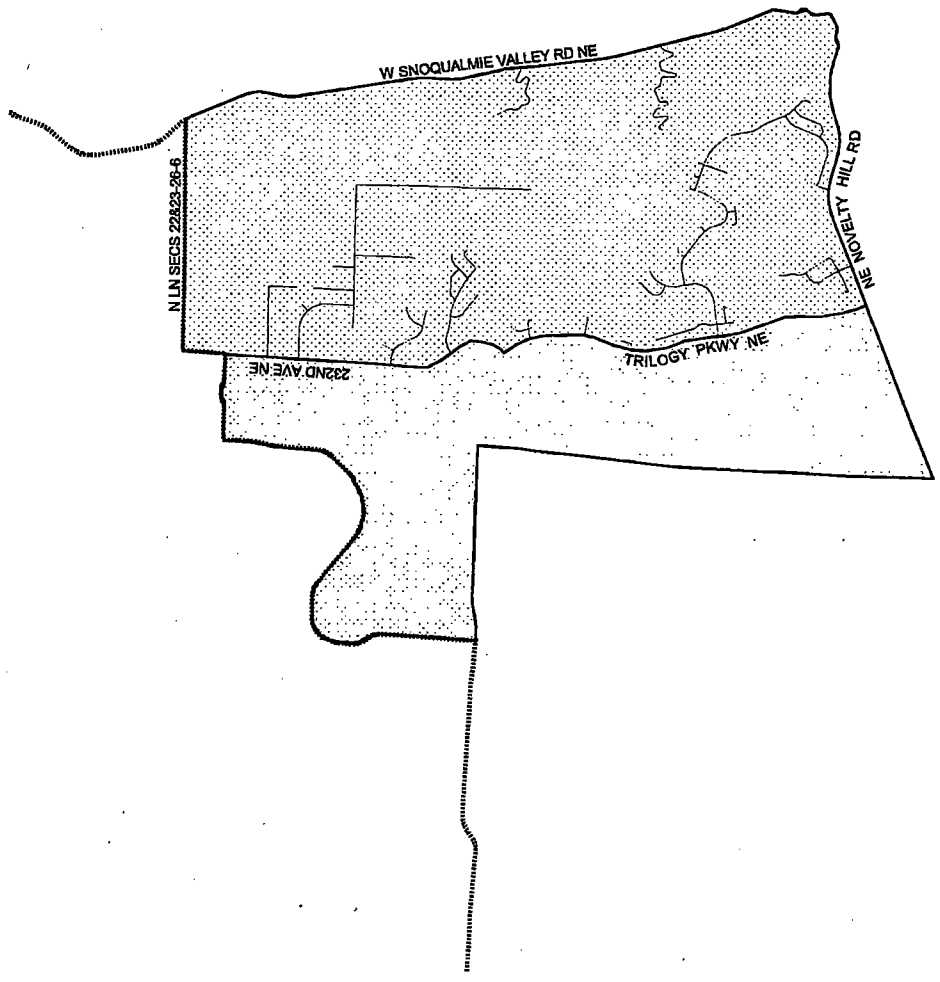 W SNOQUALMIE VALLEY RD NE
N LN SECS 22&23-26-6
NE NOVELTY HILL RD
TRILOGY PKWY NE
232ND AVE NE